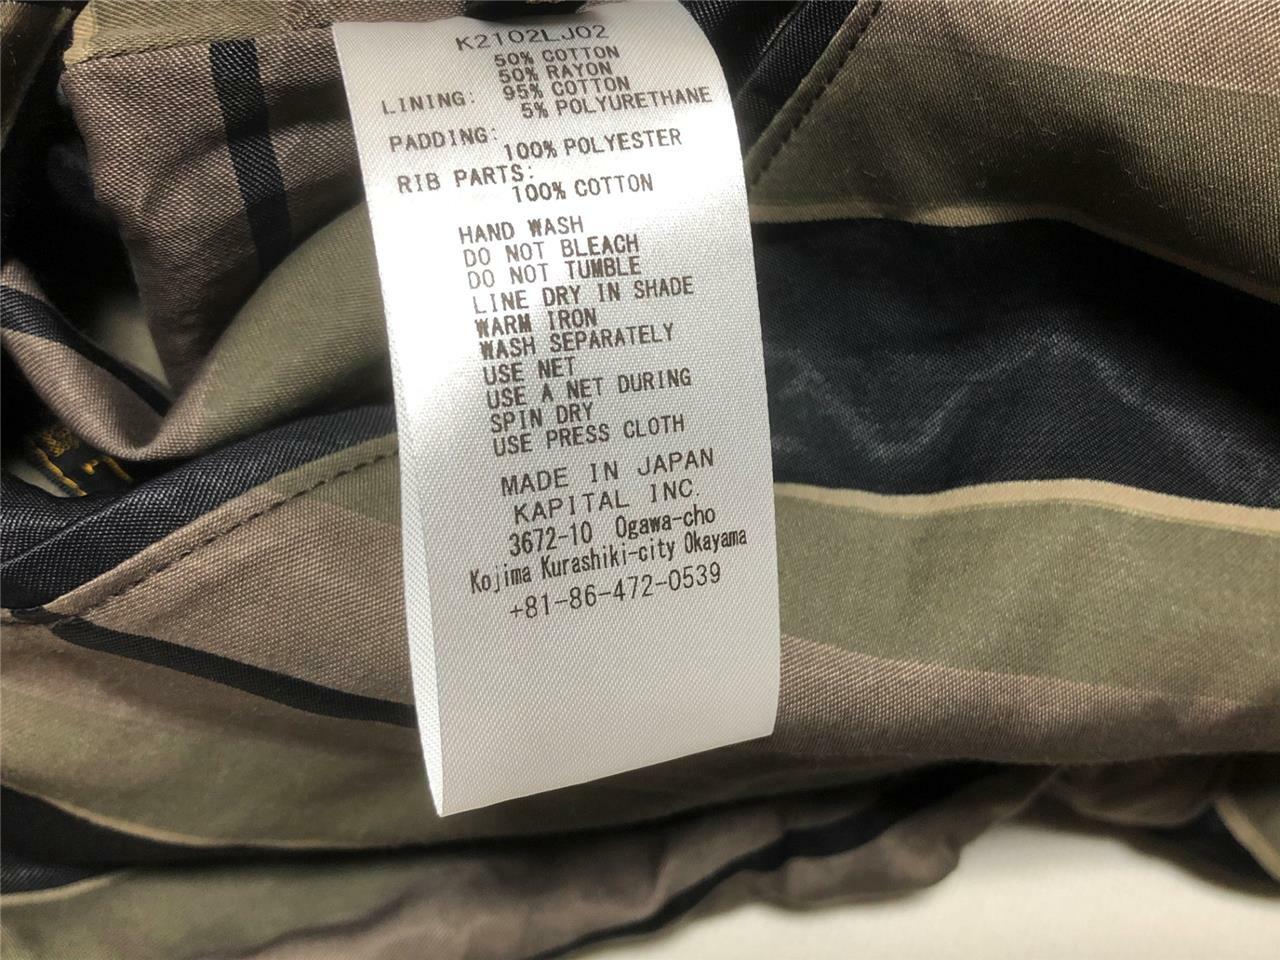 K2102LJ02
50% COTTON
50% RAYON
LINING: 95% COTTON
5% POLYURETHANE
PADDING:
100% POLYESTER
RIB PARTS:
100% COTTON
HAND WASH
DO NOT BLEACH
DO NOT TUMBLE
LINE DRY IN SHADE
WARM IRON
WASH SEPARATELY
USE NET
USE A NET DURING
SPIN DRY
USE PRESS CLOTH
MADE IN JAPAN
KAPITAL INC.
3672-10 Ogawa-cho
Kojima Kurashiki-city Okayama
+81-86-472-0539